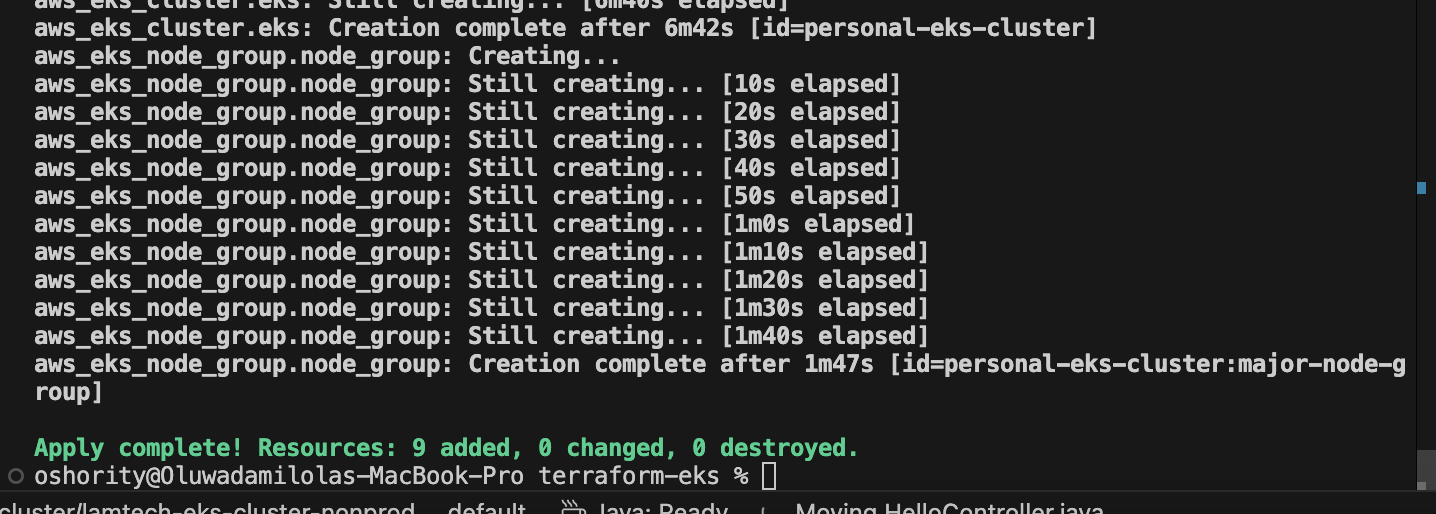 aws_eks_cluster.eks: Still creating... [6m40s elapsed]
aws_eks_cluster.eks: Creation complete after 6m42s [id=personal-eks-cluster]
aws_eks_node_group.node_group: Creating...
aws_eks_node_group.node_group: Still creating... [10s elapsed]
aws_eks_node_group.node_group: Still creating... [20s elapsed]
aws_eks_node_group.node_group: Still creating... [30s elapsed]
aws_eks_node_group.node_group: Still creating... [40s elapsed]
aws_eks_node_group.node_group: Still creating... [50s elapsed]
aws_eks_node_group.node_group: Still creating... [1m0s elapsed]
aws_eks_node_group.node_group: Still creating... [1m10s elapsed]
aws_eks_node_group.node_group: Still creating... [1m20s elapsed]
aws_eks_node_group.node_group: Still creating... [1m30s elapsed]
aws_eks_node_group.node_group: Still creating... [1m40s elapsed]
aws_eks_node_group.node_group: Creation complete after 1m47s [id=personal-eks-cluster:major-node-g
roup]
Apply complete! Resources: 9 added, 0 changed, 0 destroyed.
oshority@Oluwadamilolas-MacBook-Pro terraform-eks %
cluster/lamtech-eks-cluster-nonprod default Java: Ready Moving HelloController.java